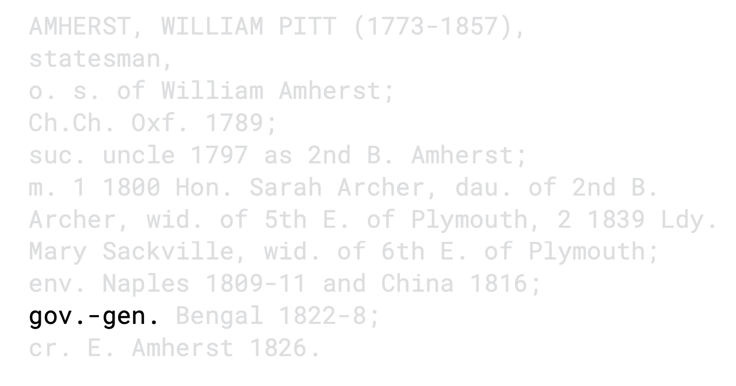 AMHERST, WILLIAM PITT (1773-1857),
statesman,
o. s. of William Amherst;
Ch.Ch. Oxf. 1789;
suc. uncle 1797 as 2nd B. Amherst;
m. 1 1800 Hon. Sarah Archer, dau. of 2nd B.
Archer, wid. of 5th E. of Plymouth, 2 1839 Ldy.
Mary Sackville, wid. of 6th E. of Plymouth;
env. Naples 1809-11 and China 1816;
gov.-gen. Bengal 1822-8;
cr. E. Amherst 1826.